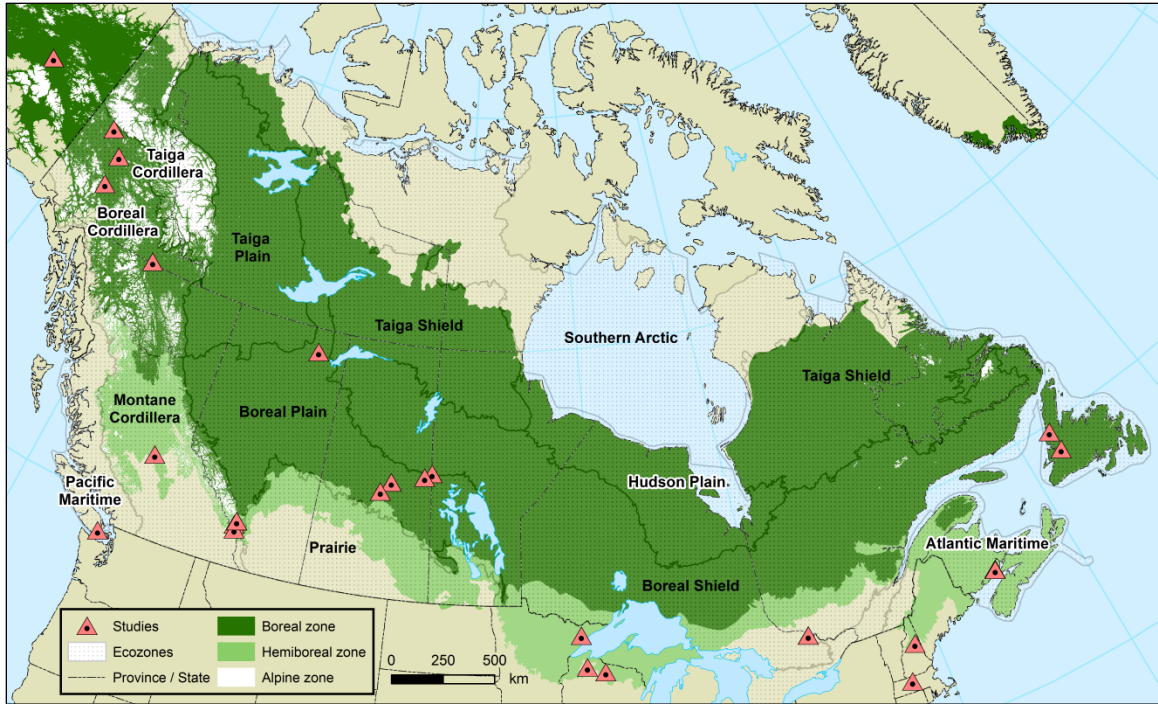 Taiga
Cordillera
Boreal
Cordillera
Taiga
Plain
Taiga Shield
Southern Arctic
Taiga Shield
Montane
Cordillera
Boreal Plain
Pacific
Maritime
Hudson Plain
Prairie
Atlantic Maritime
Boreal Shield
Studies
Ecozones
Province / State
Boreal zone
Hemiboreal zone
Alpine zone
0 250 500
km